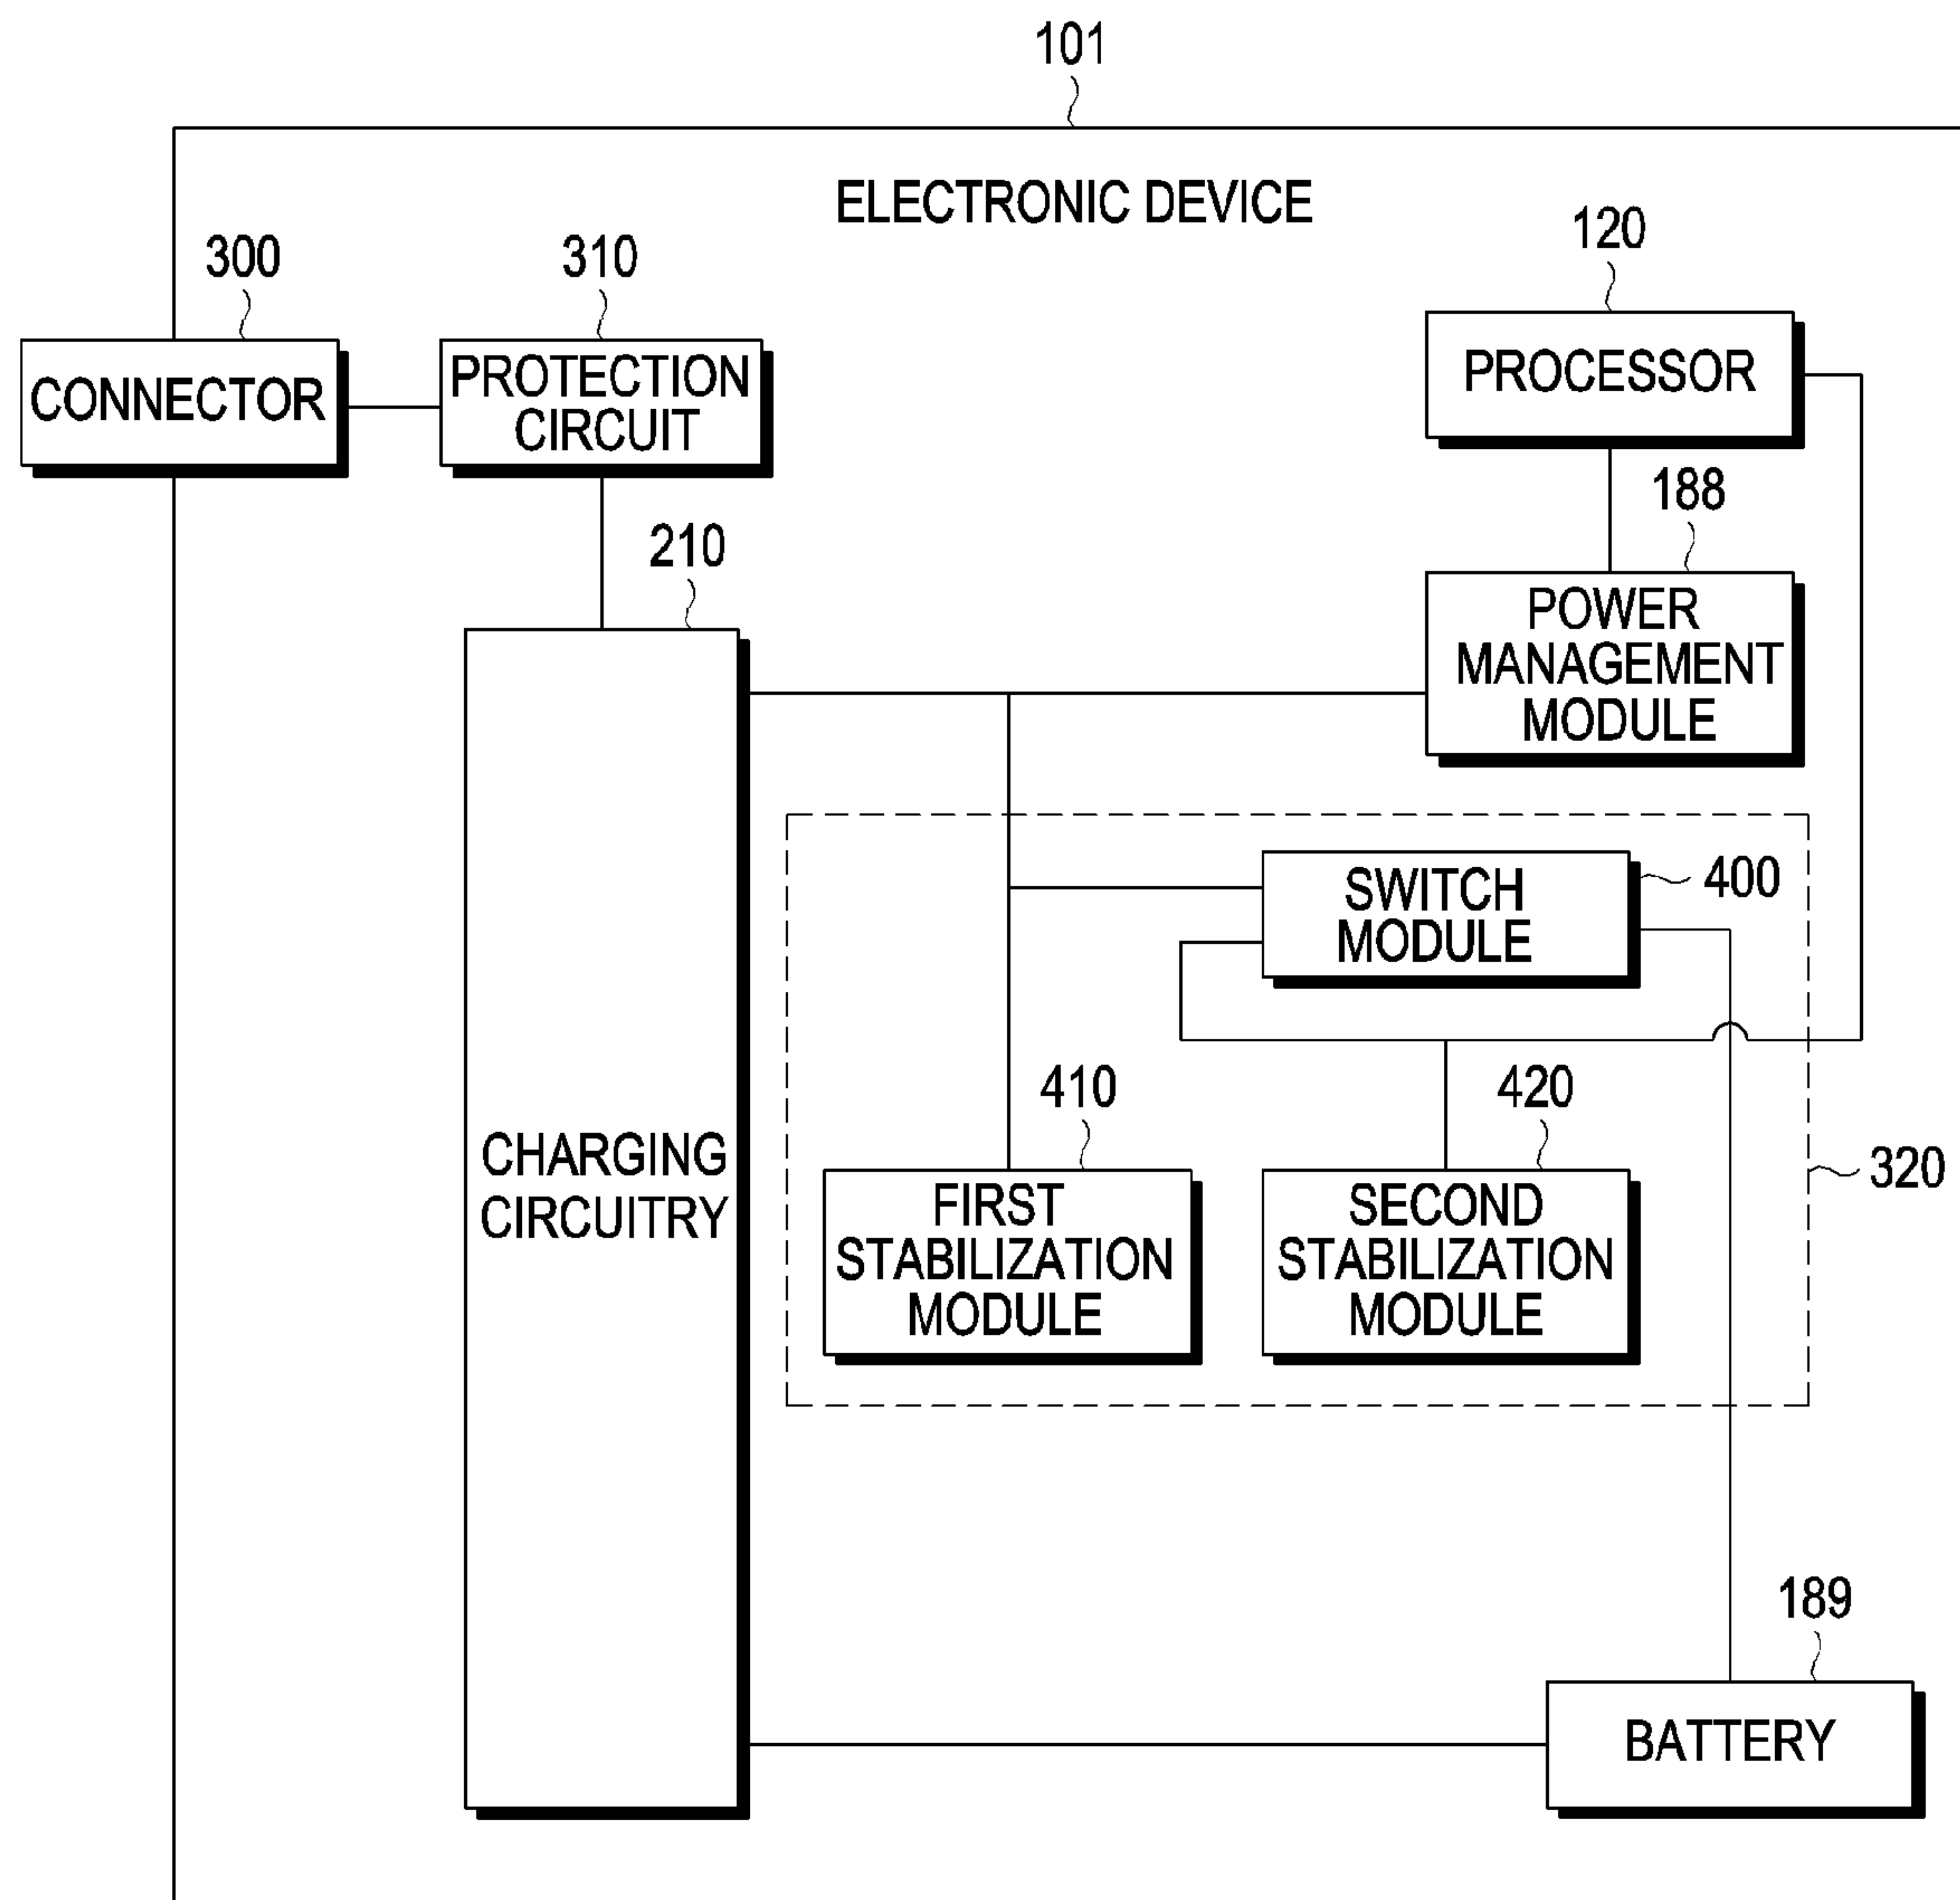 101
ELECTRONIC DEVICE
300
310
120
CONNECTOR
PROTECTION
CIRCUIT
PROCESSOR
188
210
POWER
MANAGEMENT
MODULE
SWITCH
MODULE
400
410
420
320
CHARGING
CIRCUITRY
FIRST
STABILIZATION
MODULE
SECOND
STABILIZATION
MODULE
189
BATTERY